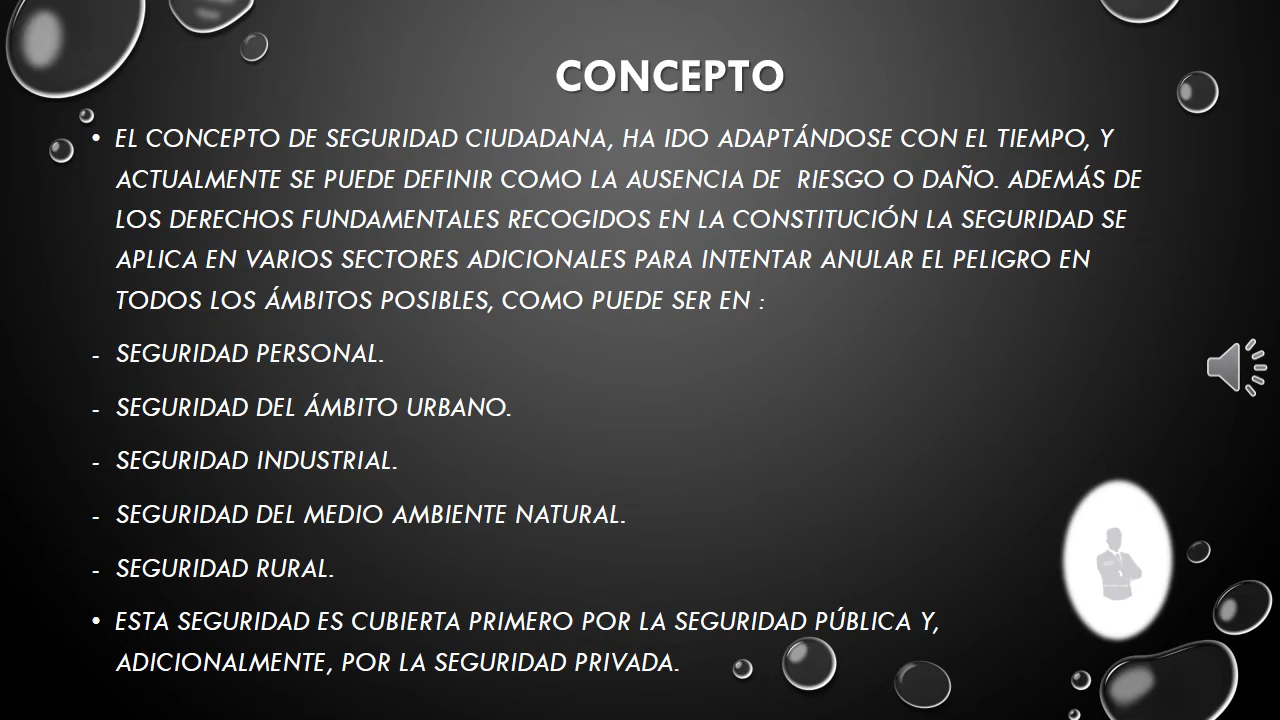 CONCEPTO
• EL CONCEPTO DE SEGURIDAD CIUDADANA, HA IDO ADAPTÁNDOSE CON EL TIEMPO, Y
ACTUALMENTE SE PUEDE DEFINIR COMO LA AUSENCIA DE  RIESGO O DAÑO. ADEMÁS DE
LOS DERECHOS FUNDAMENTALES RECOGIDOS EN LA CONSTITUCIÓN LA SEGURIDAD SE
APLICA EN VARIOS SECTORES ADICIONALES PARA INTENTAR ANULAR EL PELIGRO EN
TODOS LOS ÁMBITOS POSIBLES, COMO PUEDE SER EN :
- SEGURIDAD PERSONAL.
- SEGURIDAD DEL ÁMBITO URBANO.
- SEGURIDAD INDUSTRIAL.
- SEGURIDAD DEL MEDIO AMBIENTE NATURAL.
- SEGURIDAD RURAL.
• ESTA SEGURIDAD ES CUBIERTA PRIMERO POR LA SEGURIDAD PÚBLICA Y,
ADICIONALMENTE, POR LA SEGURIDAD PRIVADA.